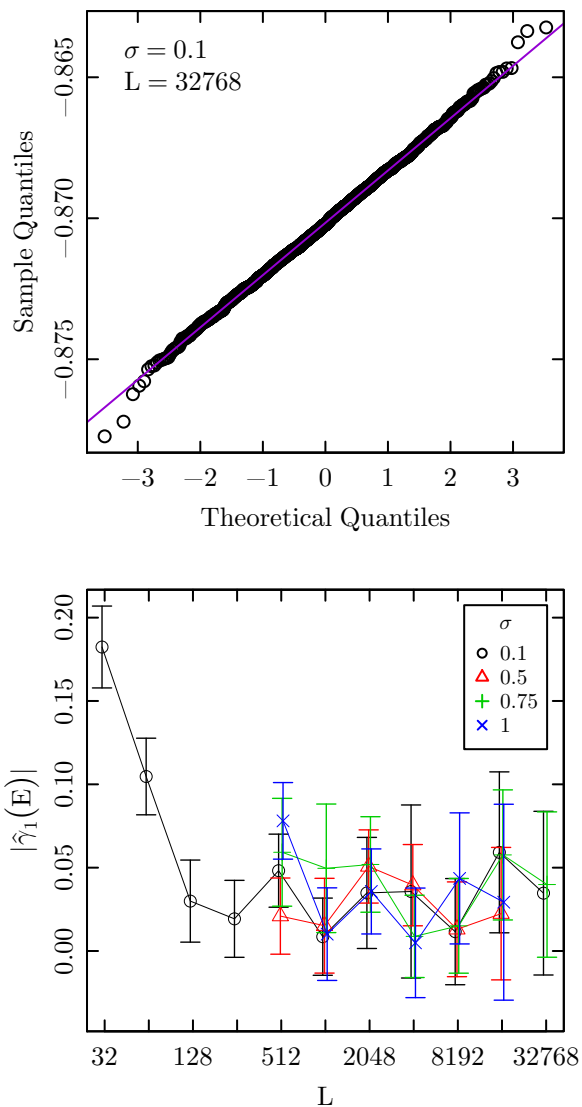 σ = 0.1
L = 32768
−0.865
−0.870
−0.875
Sample Quantiles
−3 −2 −1 0 1 2 3
Theoretical Quantiles
0.20
0.15
0.10
0.05
0.00
|γ̂₁(E)|
σ
0.1
0.5
0.75
1
32 128 512 2048 8192 32768
L